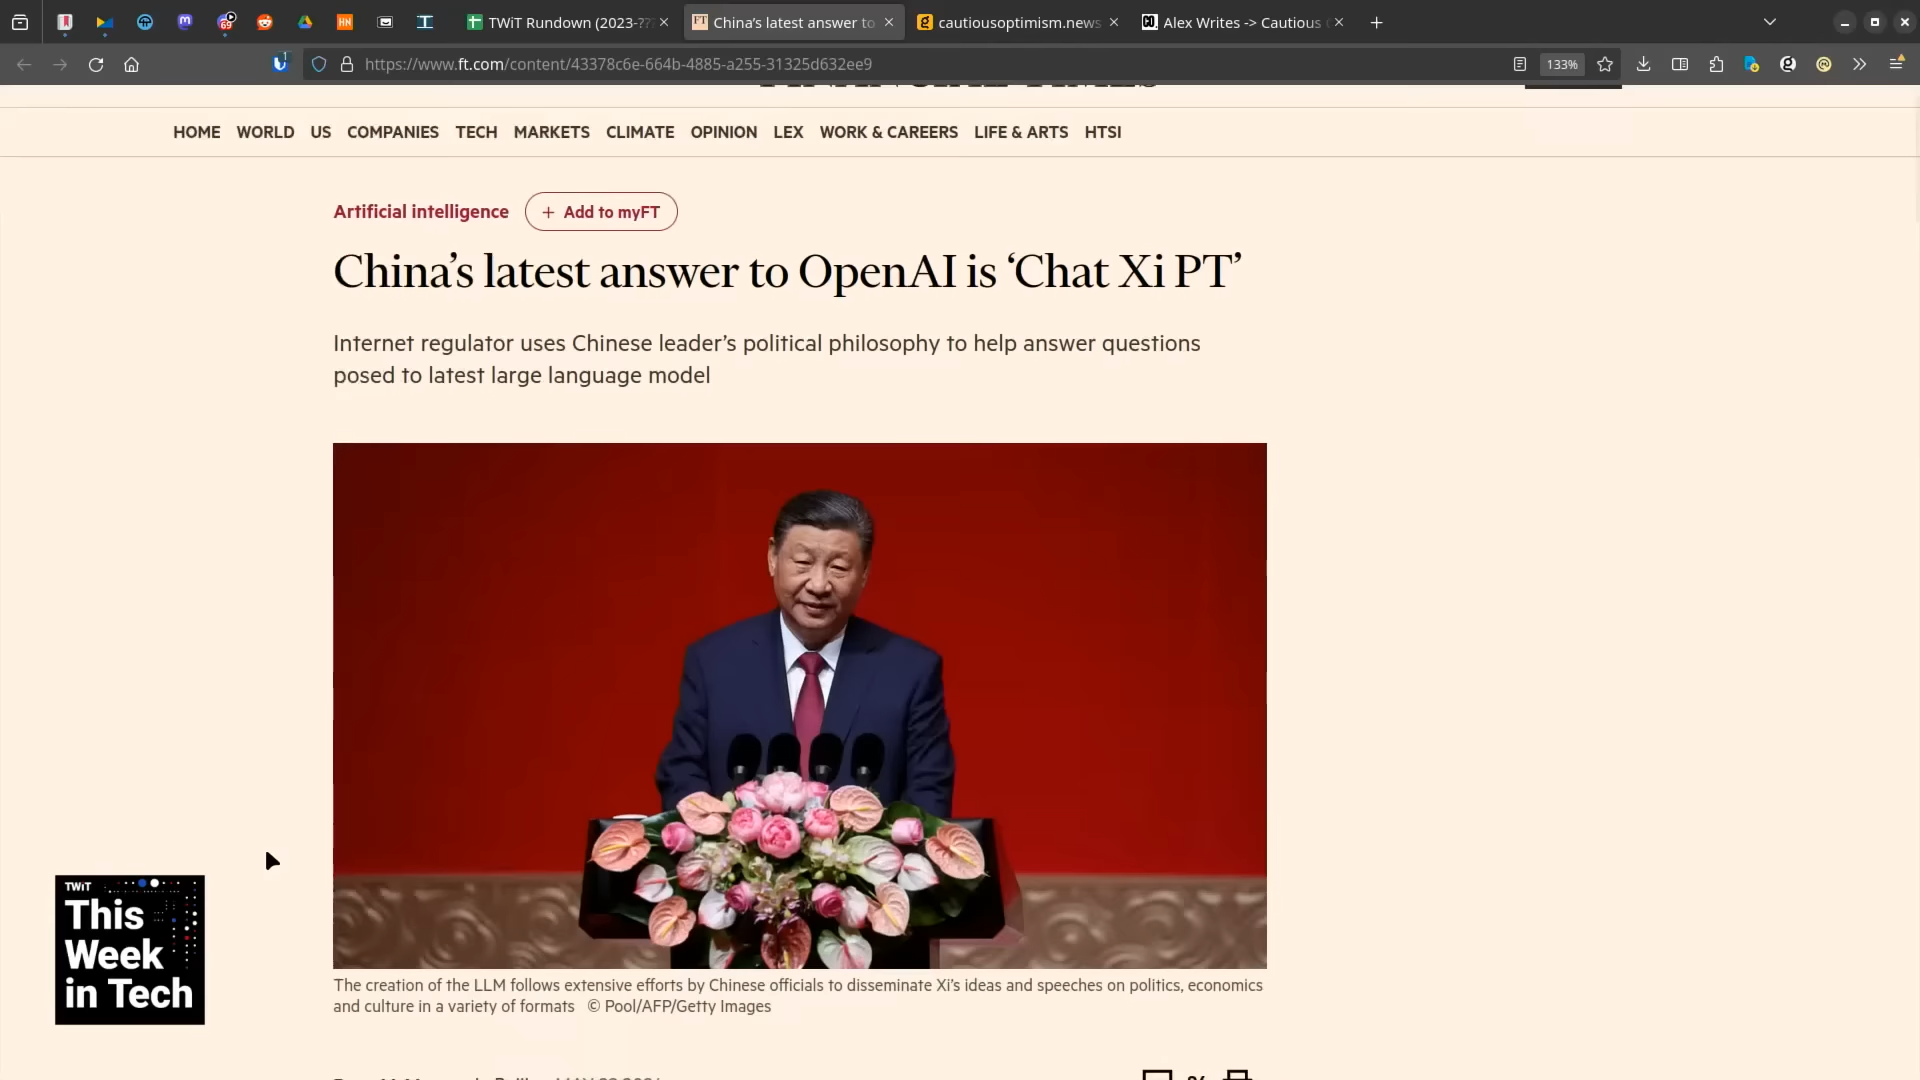 TWiT Rundown (2023-???
China's latest answer to
cautiousoptimism.news
Alex Writes -> Cautious
https://www.ft.com/content/43378c6e-664b-4885-a255-31325d632ee9
133%
HOME WORLD US COMPANIES TECH MARKETS CLIMATE OPINION LEX WORK & CAREERS LIFE & ARTS HTSI
Artificial intelligence
+ Add to myFT
China’s latest answer to OpenAI is ‘Chat Xi PT’
Internet regulator uses Chinese leader’s political philosophy to help answer questions
posed to latest large language model
The creation of the LLM follows extensive efforts by Chinese officials to disseminate Xi’s ideas and speeches on politics, economics
and culture in a variety of formats © Pool/AFP/Getty Images
TWiT
This
Week
in Tech